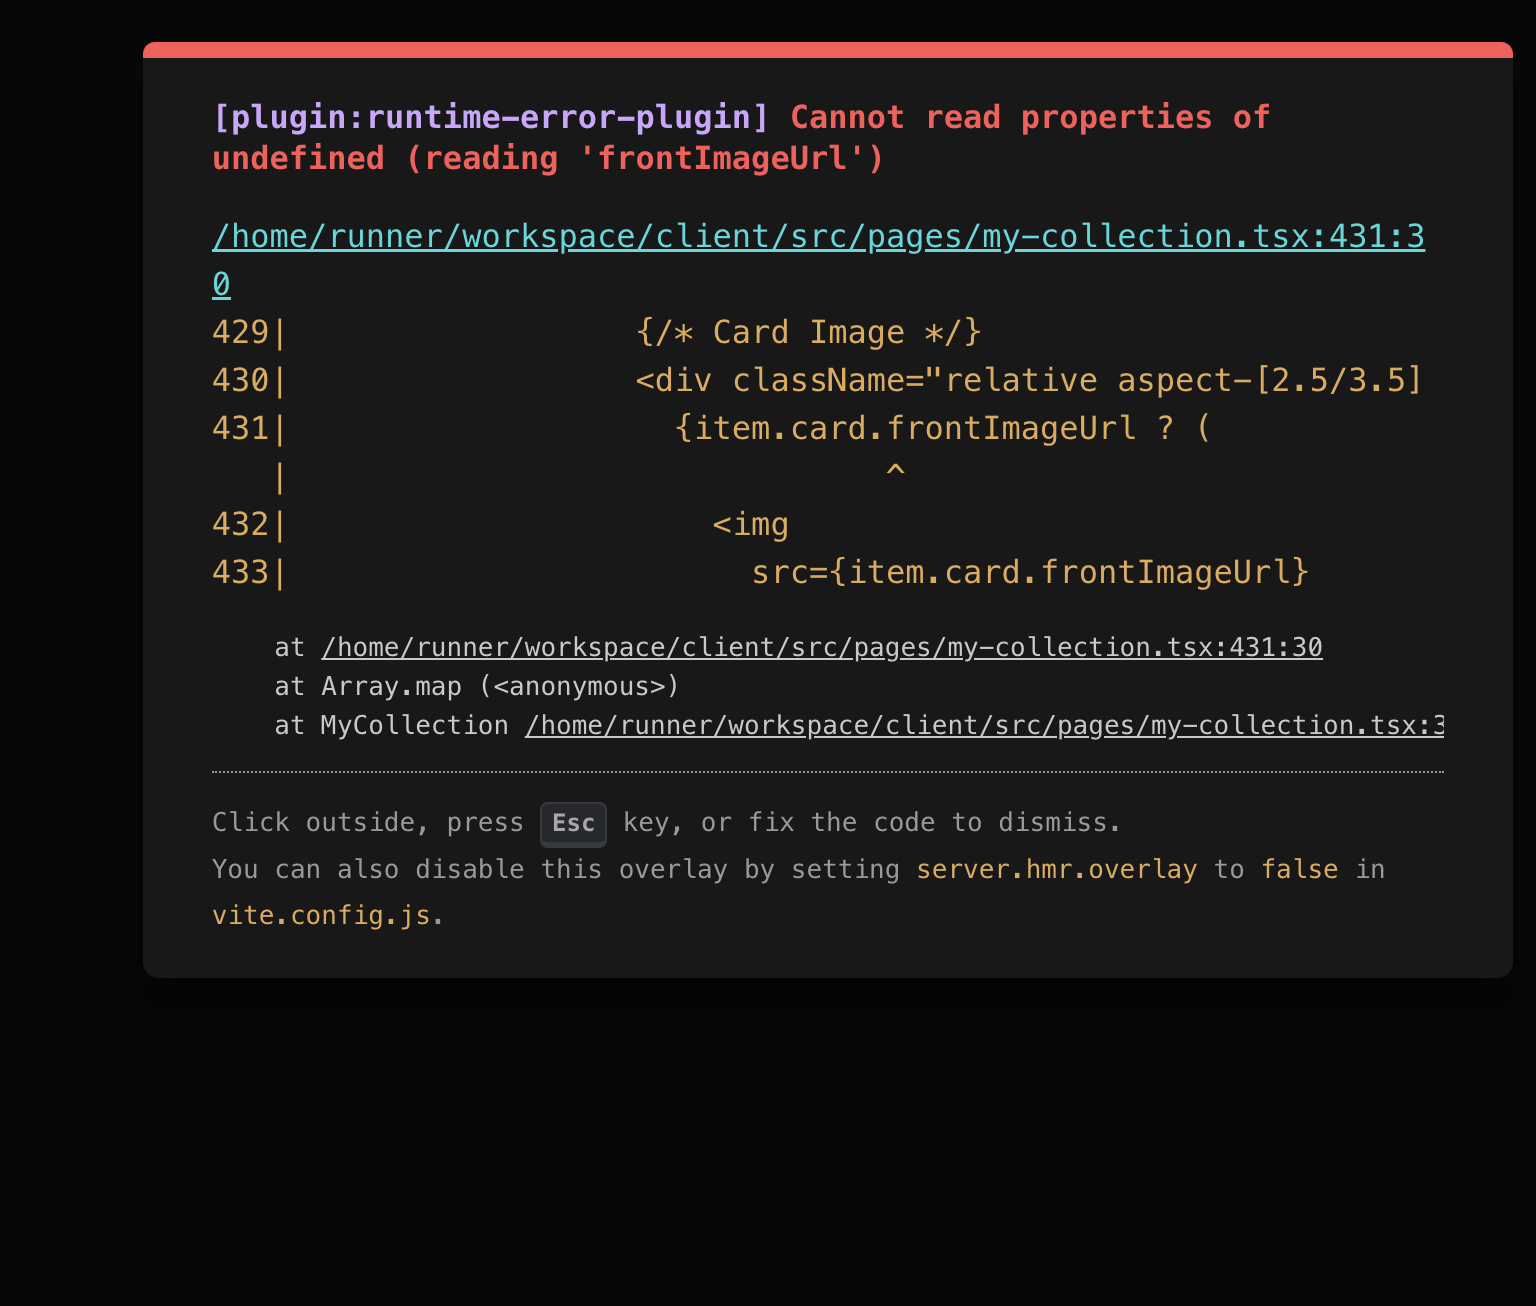 [plugin:runtime-error-plugin] Cannot read properties of
undefined (reading 'frontImageUrl')
/home/runner/workspace/client/src/pages/my-collection.tsx:431:3
0
429|                  {/* Card Image */}
430|                  <div className="relative aspect-[2.5/3.5]
431|                    {item.card.frontImageUrl ? (
   |                               ^
432|                      <img
433|                        src={item.card.frontImageUrl}
    at /home/runner/workspace/client/src/pages/my-collection.tsx:431:30
    at Array.map (<anonymous>)
    at MyCollection /home/runner/workspace/client/src/pages/my-collection.tsx:3
Click outside, press Esc key, or fix the code to dismiss.
You can also disable this overlay by setting server.hmr.overlay to false in
vite.config.js.